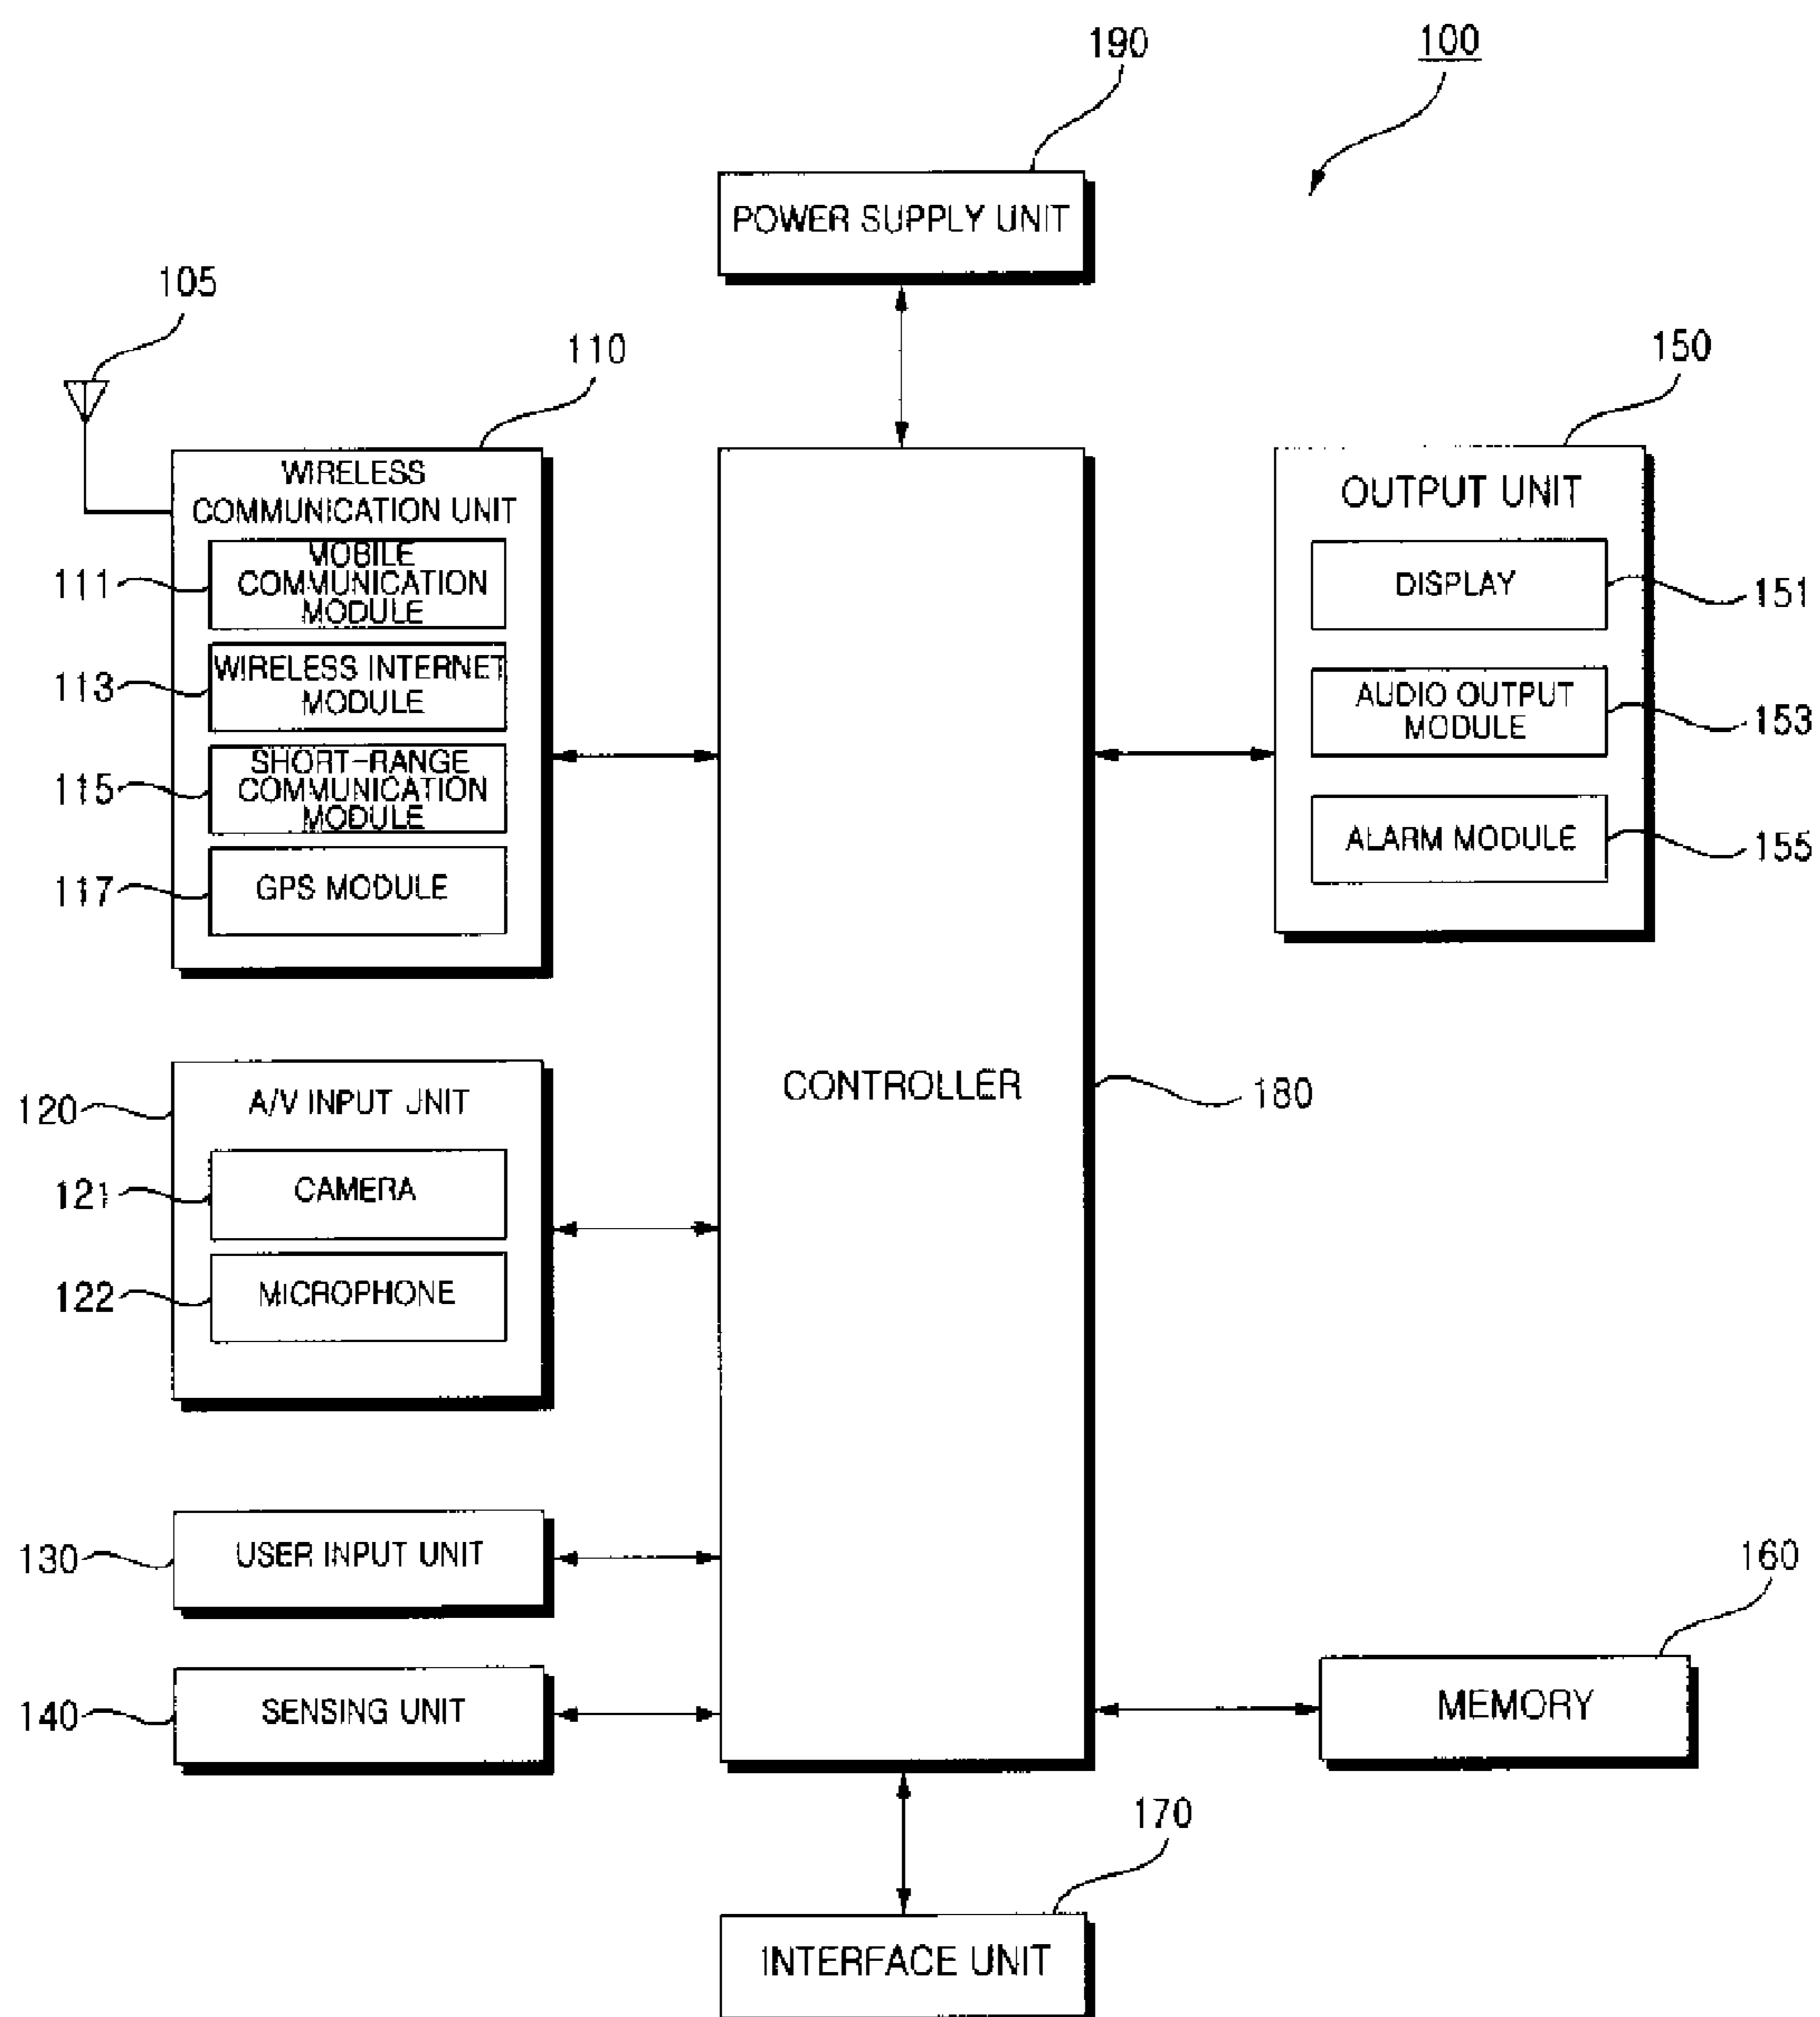 190
100
POWER SUPPLY UNIT
105
110
150
WIRELESS
COMMUNICATION UNIT
OUTPUT UNIT
111
MOBILE
COMMUNICATION
MODULE
DISPLAY
151
113
WIRELESS INTERNET
MODULE
AUDIO OUTPUT
MODULE
153
115
SHORT-RANGE
COMMUNICATION
MODULE
ALARM MODULE
155
117
GPS MODULE
CONTROLLER
180
120
A/V INPUT UNIT
121
CAMERA
122
MICROPHONE
130
USER INPUT UNIT
160
140
SENSING UNIT
MEMORY
170
INTERFACE UNIT